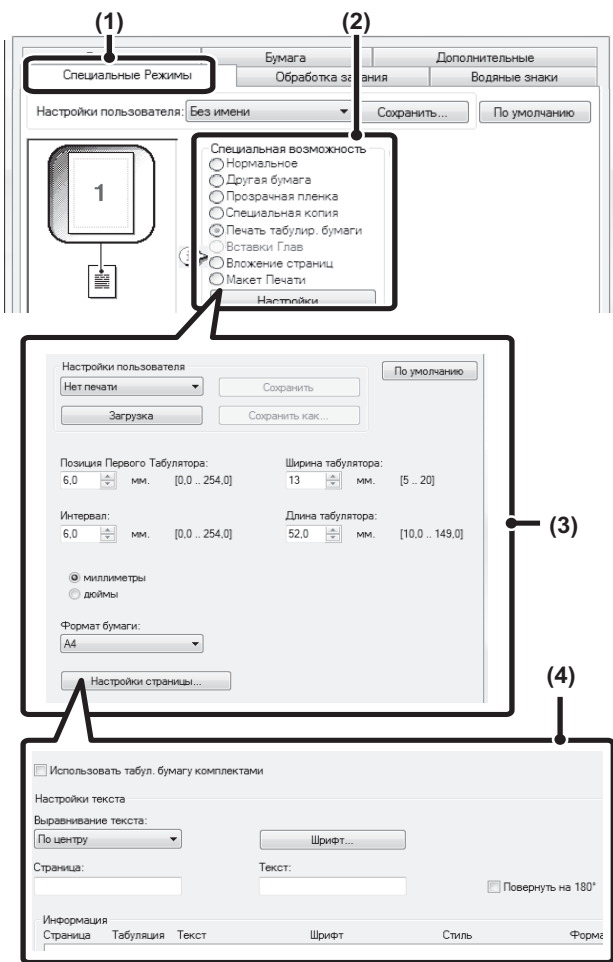 (1) (2)
Бумага Дополнительные
Специальные Режимы Обработка задания Водяные знаки
Настройки пользователя: Без имени Сохранить... По умолчанию
1
Специальная возможность
Нормальное
Другая бумага
Прозрачная пленка
Специальная копия
Печать табулир. бумаги
Вставки Глав
Вложение страниц
Макет Печати
Настройки
Настройки пользователя
По умолчанию
Нет печати Сохранить
Загрузка Сохранить как...
Позиция Первого Табулятора: Ширина табулятора:
6,0 мм. [0,0 .. 254,0] 13 мм. [5 .. 20]
Интервал: Длина табулятора:
6,0 мм. [0,0 .. 254,0] 52,0 мм. [10,0 .. 149,0]
(3)
миллиметры
дюймы
Формат бумаги:
A4
Настройки страницы...
(4)
Использовать табул. бумагу комплектами
Настройки текста
Выравнивание текста:
По центру Шрифт...
Страница: Текст:
Повернуть на 180°
Информация
Страница Табуляция Текст Шрифт Стиль Форма